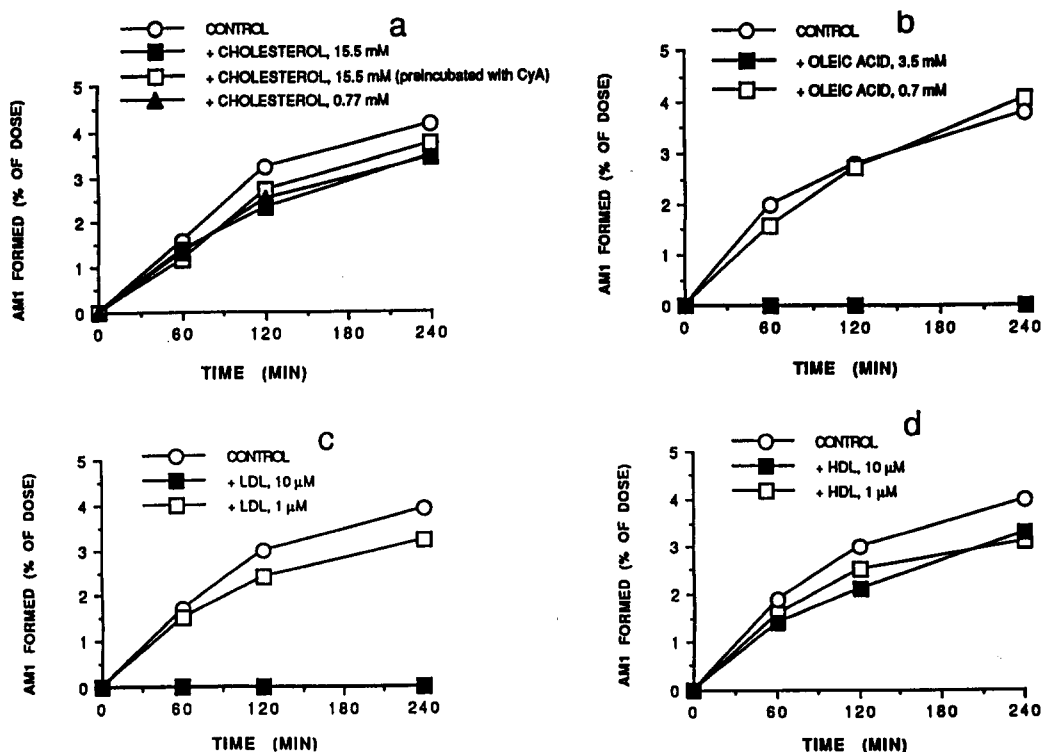 a
CONTROL
+ CHOLESTEROL, 15.5 mM
+ CHOLESTEROL, 15.5 mM (preincubated with CyA)
+ CHOLESTEROL, 0.77 mM
AM1 FORMED (% OF DOSE)
5
4
3
2
1
0
0 60 120 180 240
TIME (MIN)
b
CONTROL
+ OLEIC ACID, 3.5 mM
+ OLEIC ACID, 0.7 mM
AM1 FORMED (% OF DOSE)
5
4
3
2
1
0
0 60 120 180 240
TIME (MIN)
c
CONTROL
+ LDL, 10 µM
+ LDL, 1 µM
AM1 FORMED (% OF DOSE)
5
4
3
2
1
0
0 60 120 180 240
TIME (MIN)
d
CONTROL
+ HDL, 10 µM
+ HDL, 1 µM
AM1 FORMED (% OF DOSE)
5
4
3
2
1
0
0 60 120 180 240
TIME (MIN)